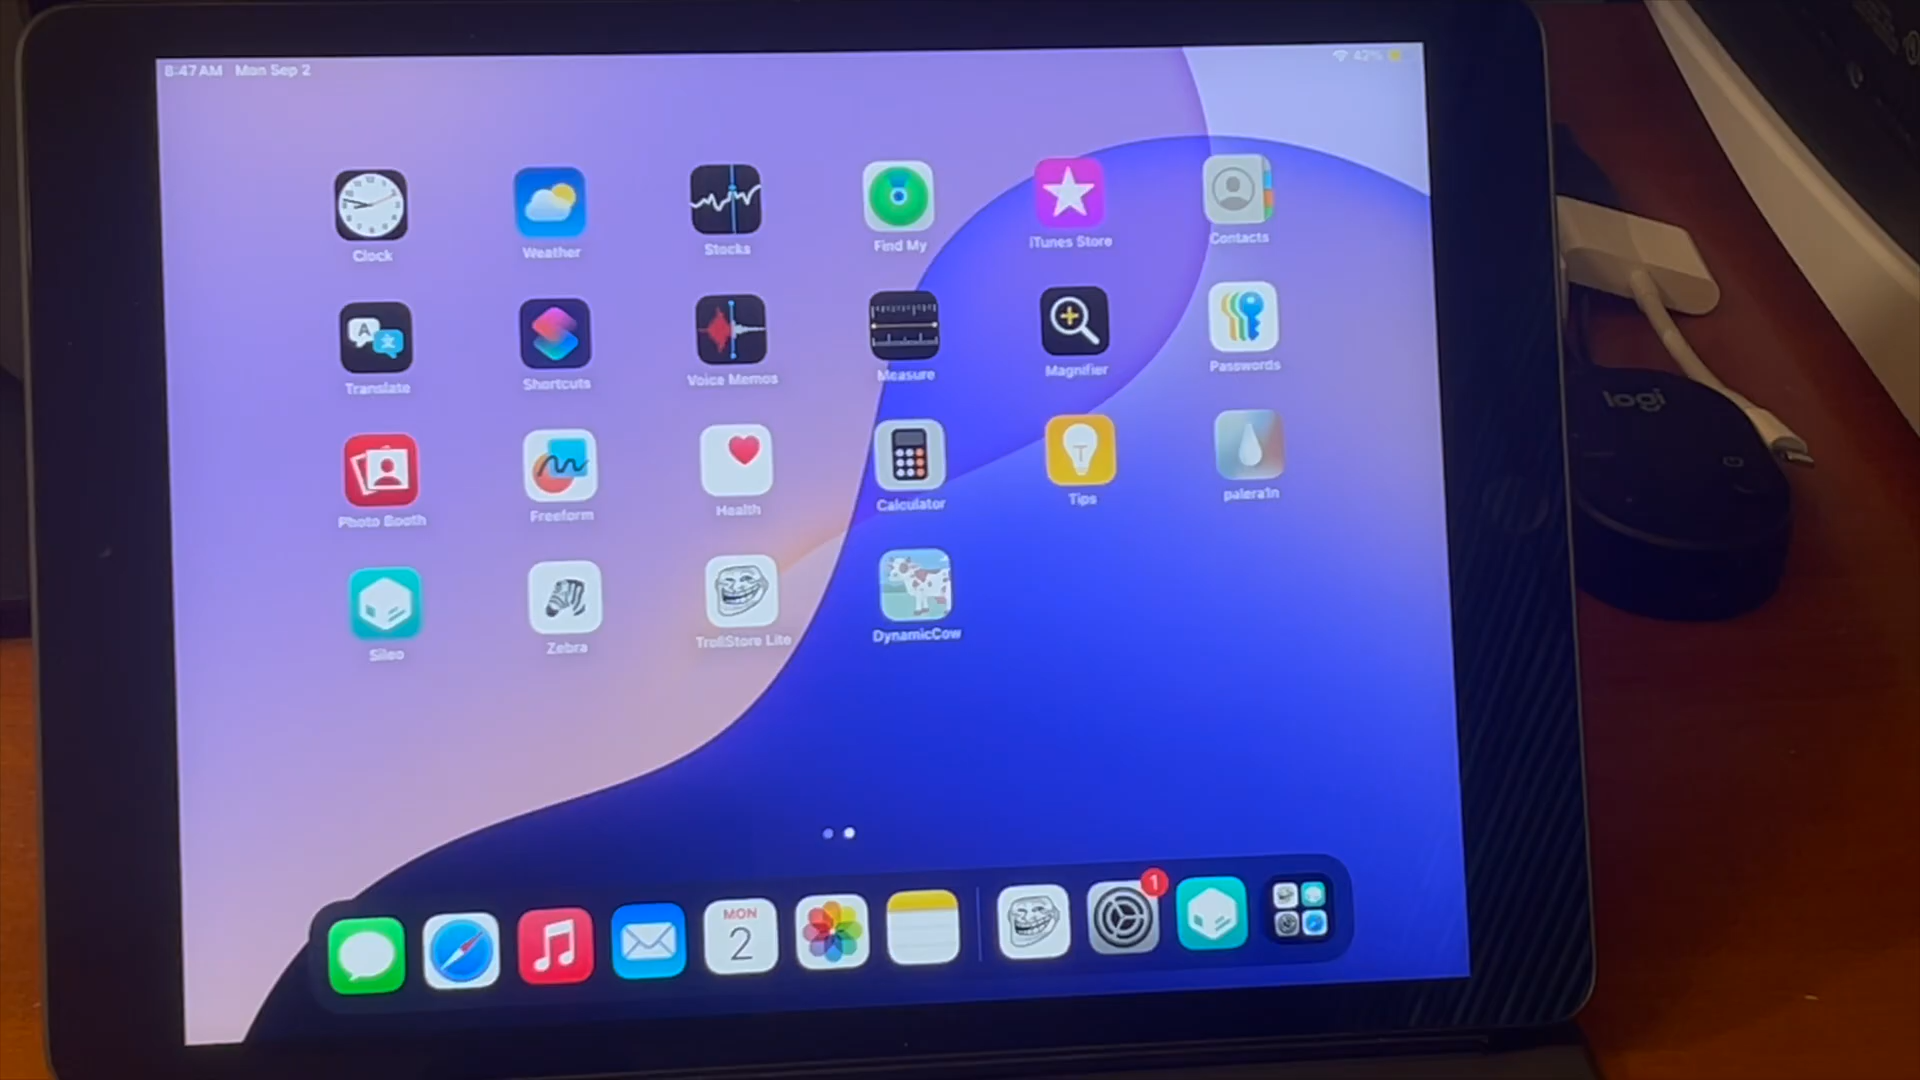 8:47 AM Mon Sep 2
42%
Clock
Weather
Stocks
Find My
iTunes Store
Contacts
Translate
Shortcuts
Voice Memos
Measure
Magnifier
Passwords
Photo Booth
Freeform
Health
Calculator
Tips
palera1n
Sileo
Zebra
TrollStore Lite
DynamicCow
MON
2
1
logi